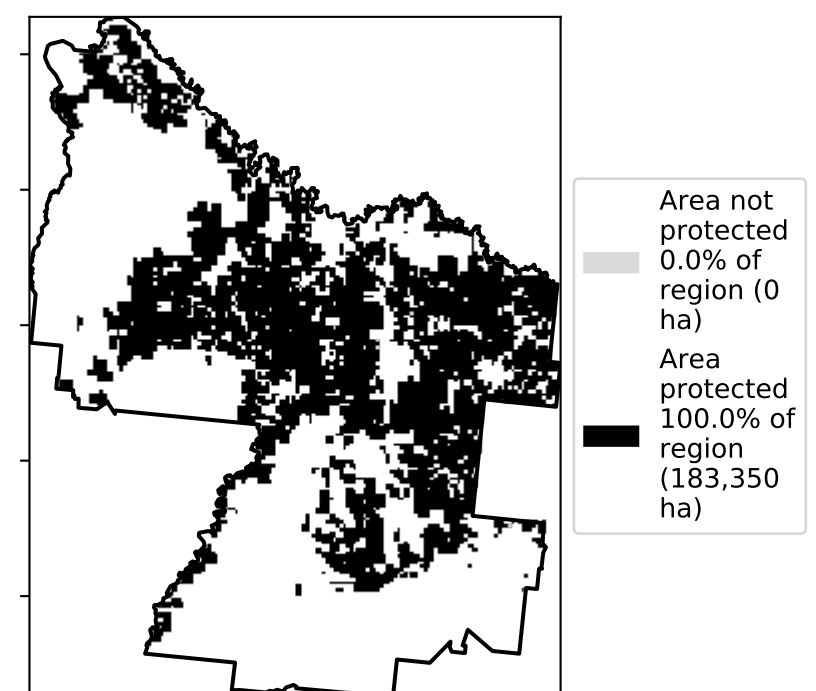 Area not
protected
0.0% of
region (0
ha)
Area
protected
100.0% of
region
(183,350
ha)